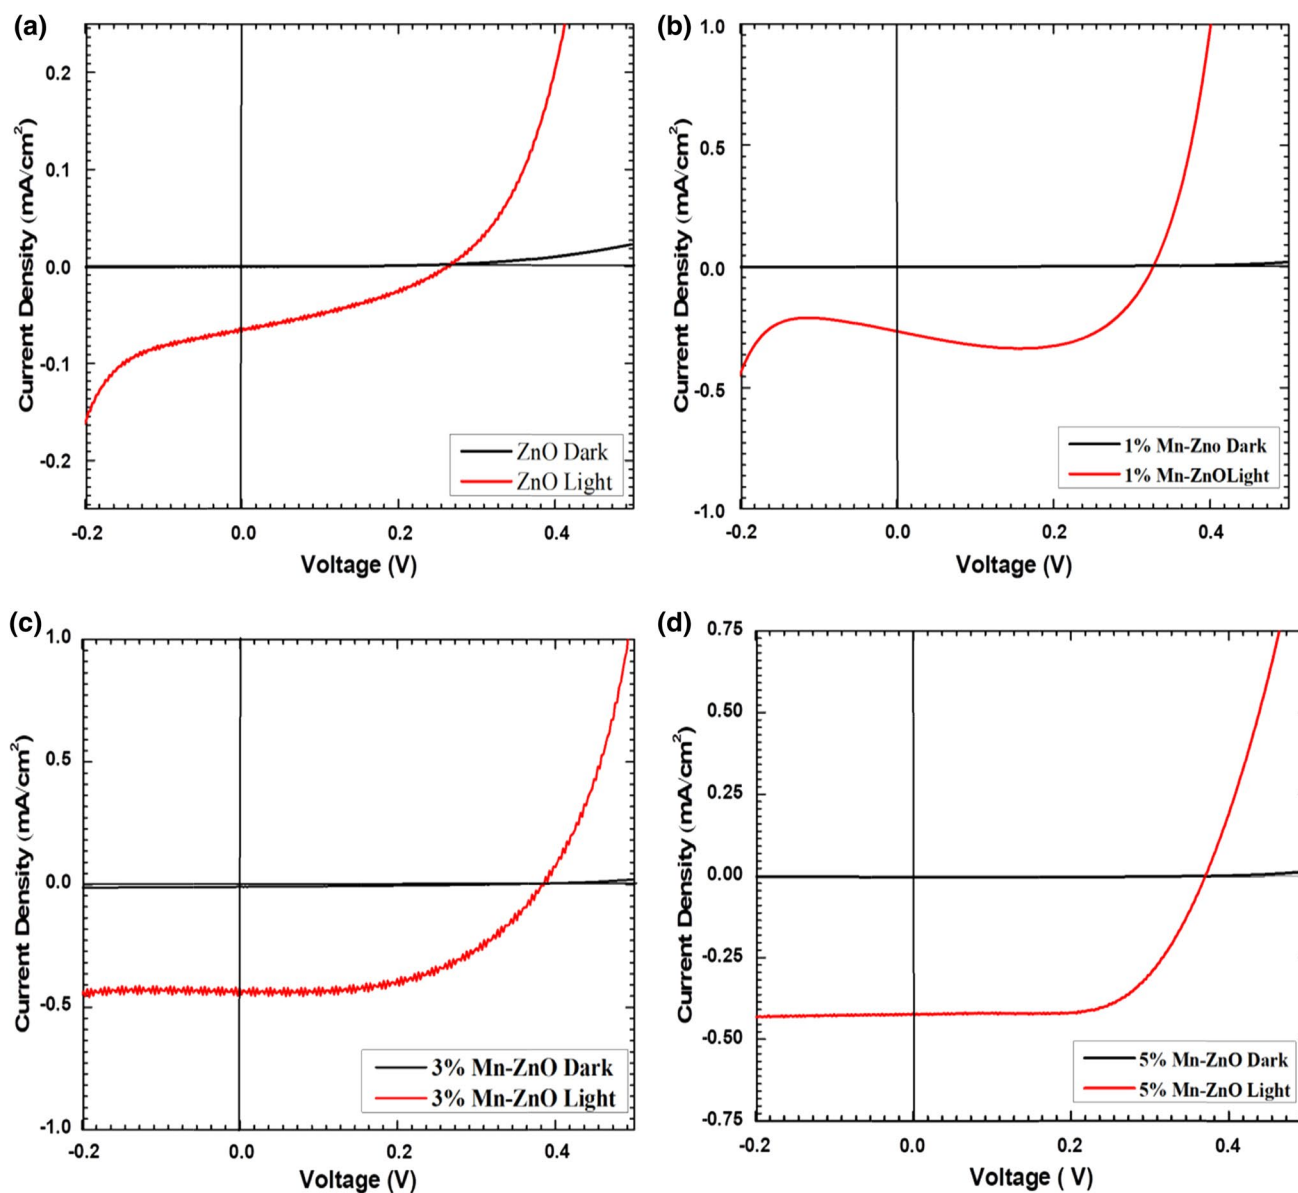 (a)
Current Density (mA/cm²)
0.2
0.1
0.0
-0.1
-0.2
ZnO Dark
ZnO Light
-0.2 0.0 0.2 0.4
Voltage (V)
(b)
Current Density (mA/cm²)
1.0
0.5
0.0
-0.5
-1.0
1% Mn-Zno Dark
1% Mn-ZnOLight
-0.2 0.0 0.2 0.4
Voltage (V)
(c)
Current Density (mA/cm²)
1.0
0.5
0.0
-0.5
-1.0
3% Mn-ZnO Dark
3% Mn-ZnO Light
-0.2 0.0 0.2 0.4
Voltage (V)
(d)
Current Density (mA/cm²)
0.75
0.50
0.25
0.00
-0.25
-0.50
-0.75
5% Mn-ZnO Dark
5% Mn-ZnO Light
-0.2 0.0 0.2 0.4
Voltage ( V)